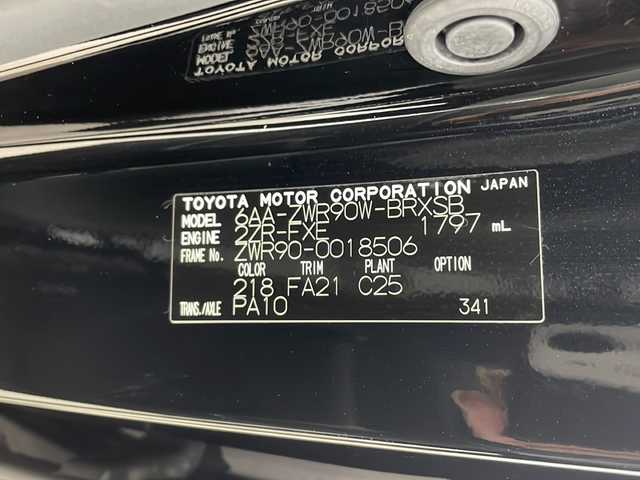 TOYOTA MOTOR CORPORATION JAPAN
MODEL 6AA-ZWR90W-BRXSB
ENGINE 2ZR-FXE 1797 mL
FRAME No. ZWR90-0018506
COLOR TRIM PLANT OPTION
218 FA21 C25
TRANS./AXLE PA10 341